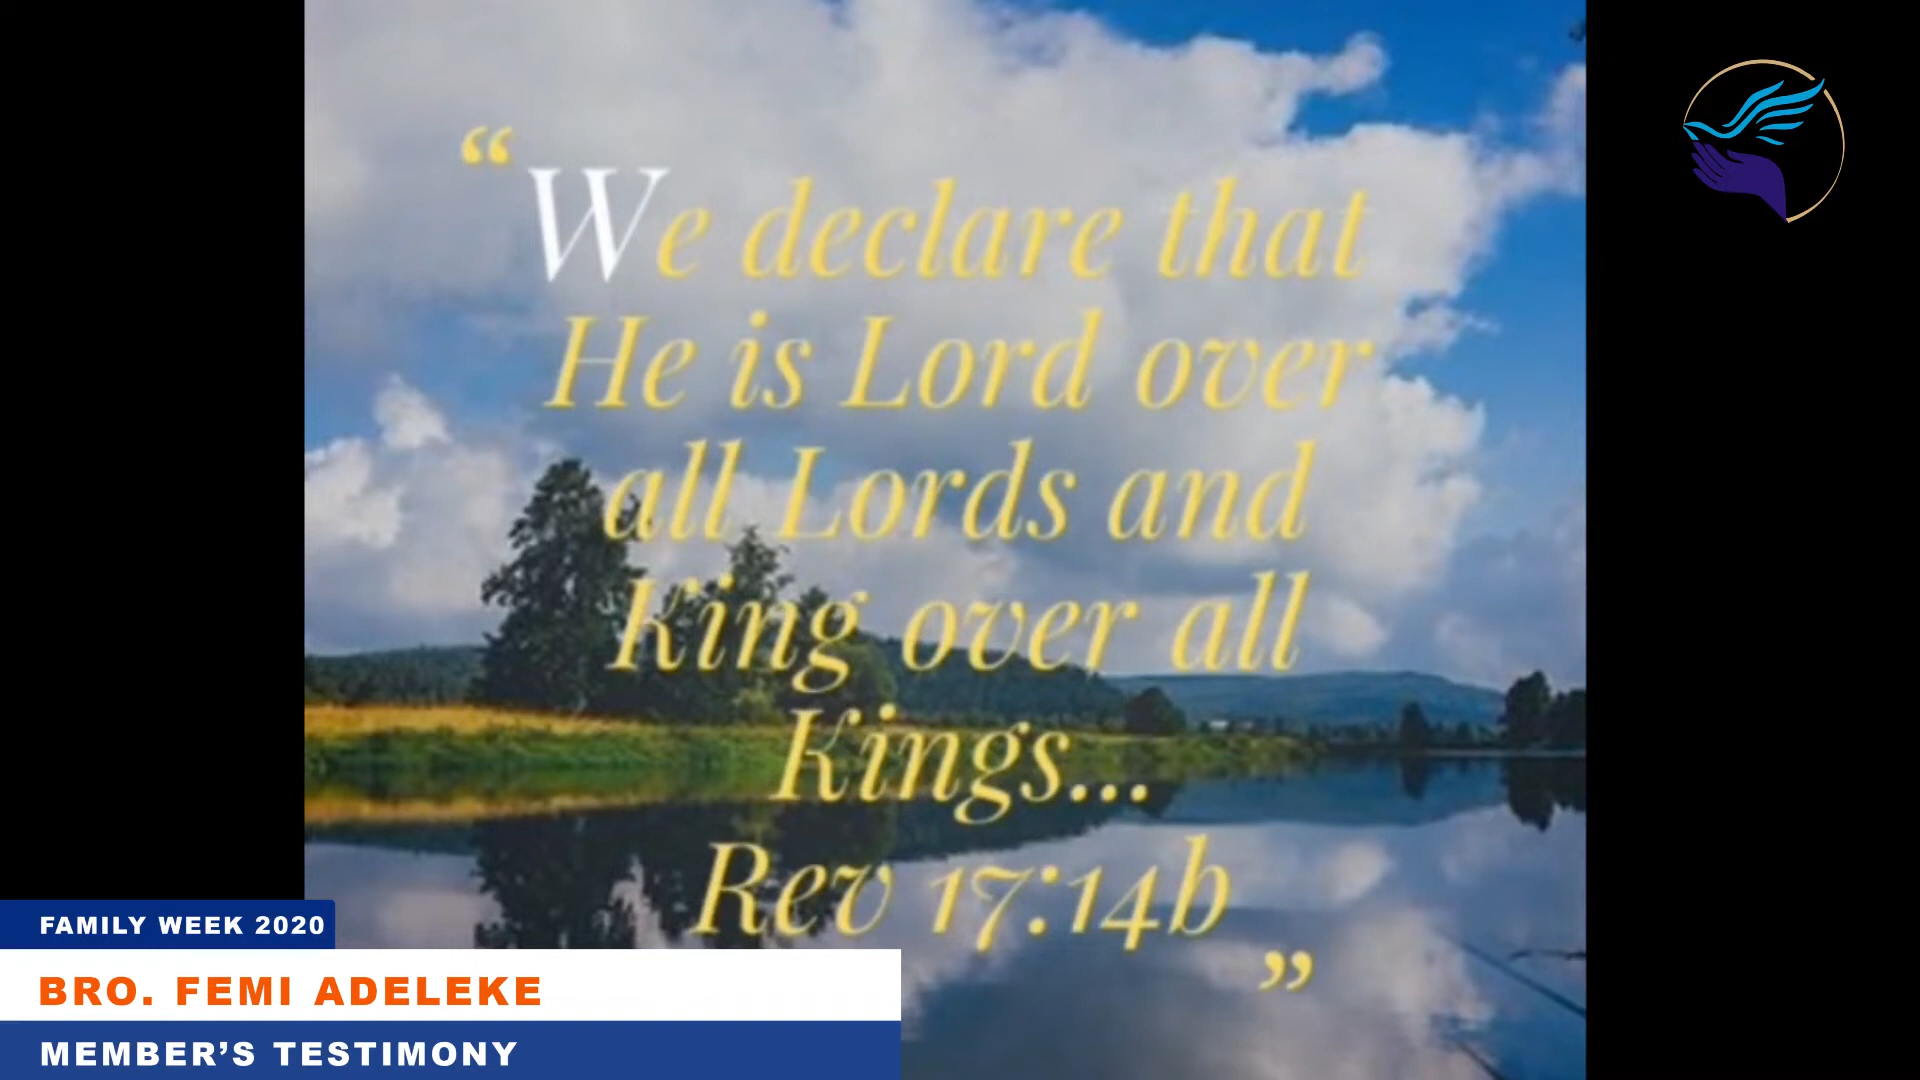 “We declare that
He is Lord over
all Lords and
King over all
Kings...
Rev 17:14b”
FAMILY WEEK 2020
BRO. FEMI ADELEKE
MEMBER’S TESTIMONY